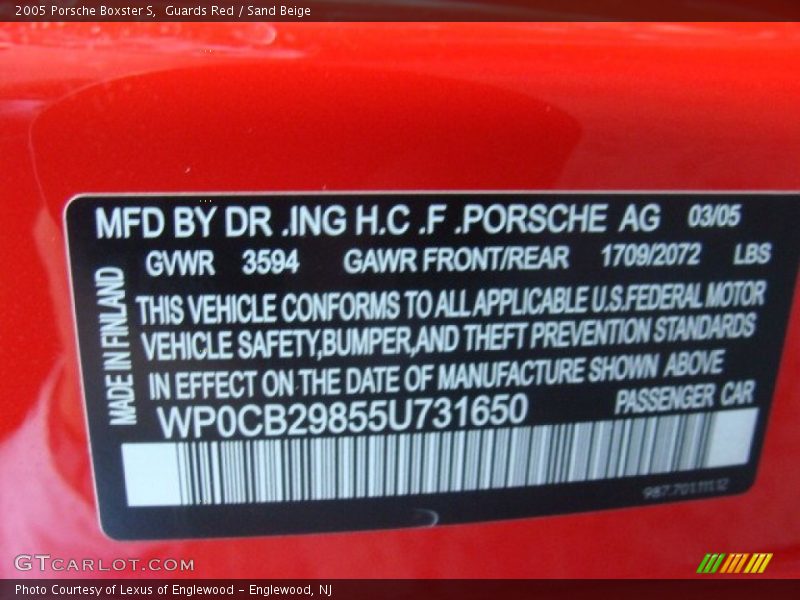 2005 Porsche Boxster S,  Guards Red / Sand Beige
MFD BY DR .ING H.C .F .PORSCHE AG 03/05
GVWR 3594 GAWR FRONT/REAR 1709/2072 LBS
MADE IN FINLAND
THIS VEHICLE CONFORMS TO ALL APPLICABLE U.S.FEDERAL MOTOR
VEHICLE SAFETY,BUMPER,AND THEFT PREVENTION STANDARDS
IN EFFECT ON THE DATE OF MANUFACTURE SHOWN ABOVE
WP0CB29855U731650 PASSENGER CAR
GTCARLOT.COM
Photo Courtesy of Lexus of Englewood – Englewood, NJ